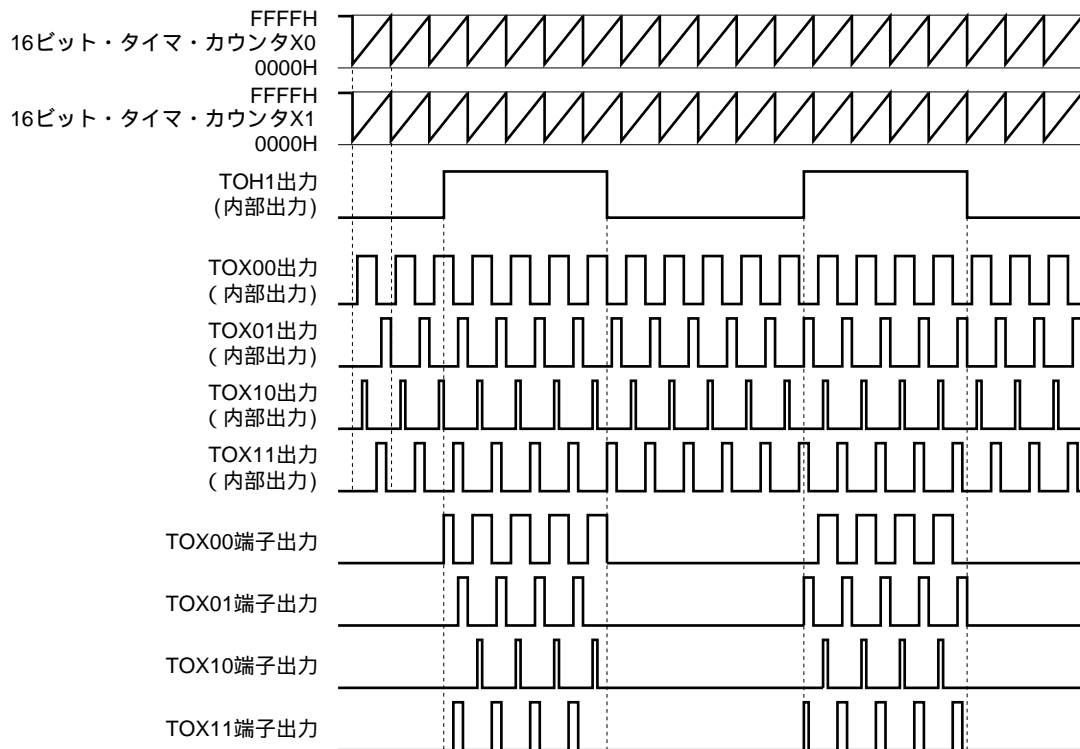 FFFFH
16ビット・タイマ・カウンタX0
0000H
FFFFH
16ビット・タイマ・カウンタX1
0000H
TOH1出力
(内部出力)
TOX00出力
(内部出力)
TOX01出力
(内部出力)
TOX10出力
(内部出力)
TOX11出力
(内部出力)
TOX00端子出力
TOX01端子出力
TOX10端子出力
TOX11端子出力